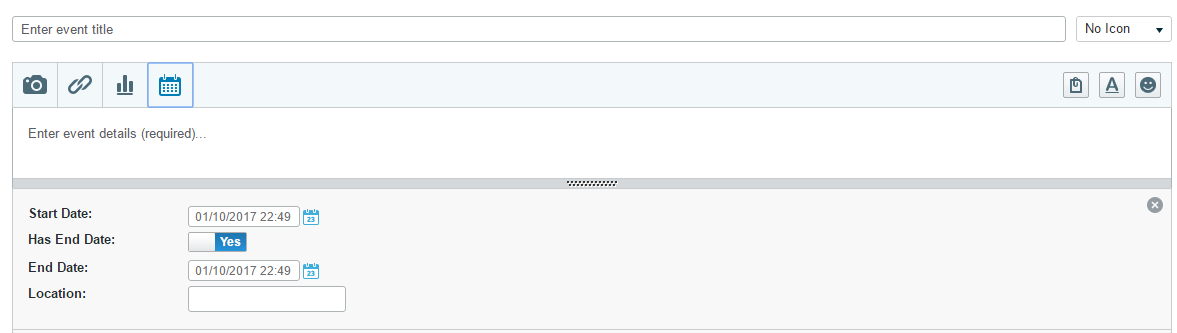 Enter event title
No Icon
A
Enter event details (required)...
Start Date: 01/10/2017 22:49 23
Has End Date: Yes
End Date: 01/10/2017 22:49 23
Location: